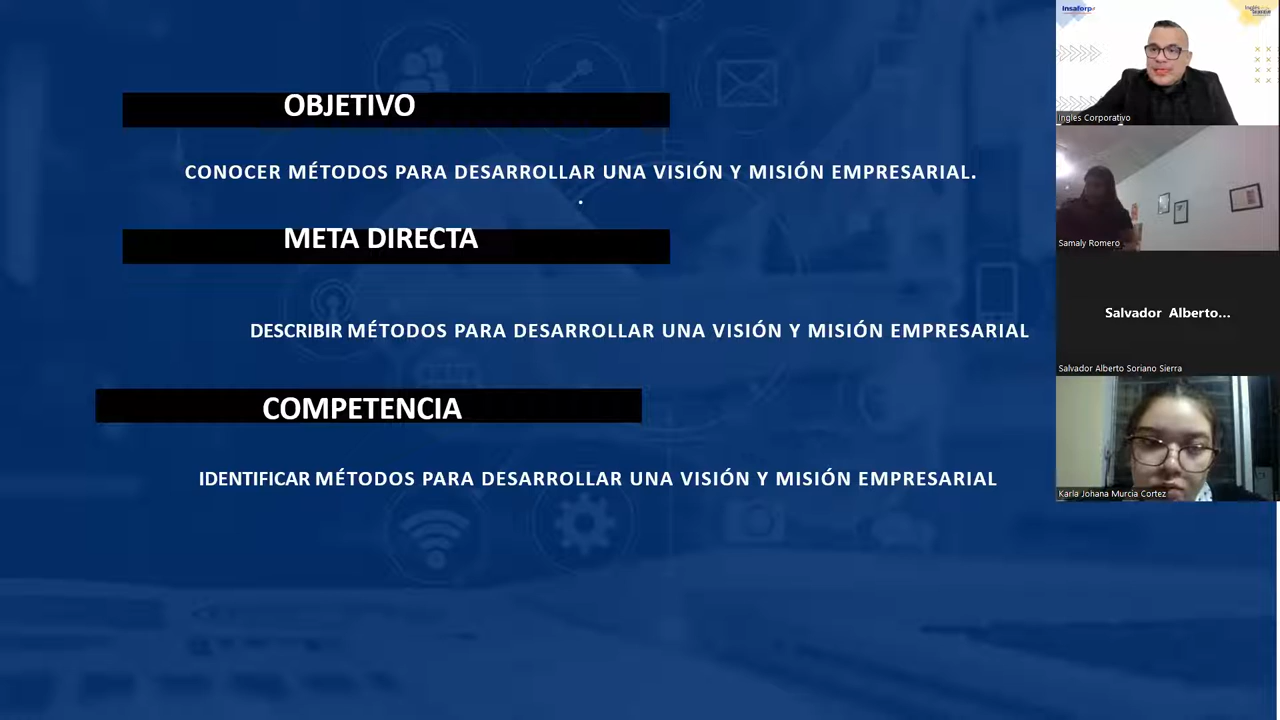 OBJETIVO
CONOCER MÉTODOS PARA DESARROLLAR UNA VISIÓN Y MISIÓN EMPRESARIAL.
.
META DIRECTA
DESCRIBIR MÉTODOS PARA DESARROLLAR UNA VISIÓN Y MISIÓN EMPRESARIAL
COMPETENCIA
IDENTIFICAR MÉTODOS PARA DESARROLLAR UNA VISIÓN Y MISIÓN EMPRESARIAL
Insaforp
Ingles Corporativo
Samaly Romero
Salvador Alberto...
Salvador Alberto Soriano Sierra
Karla Johana Murcia Cortez